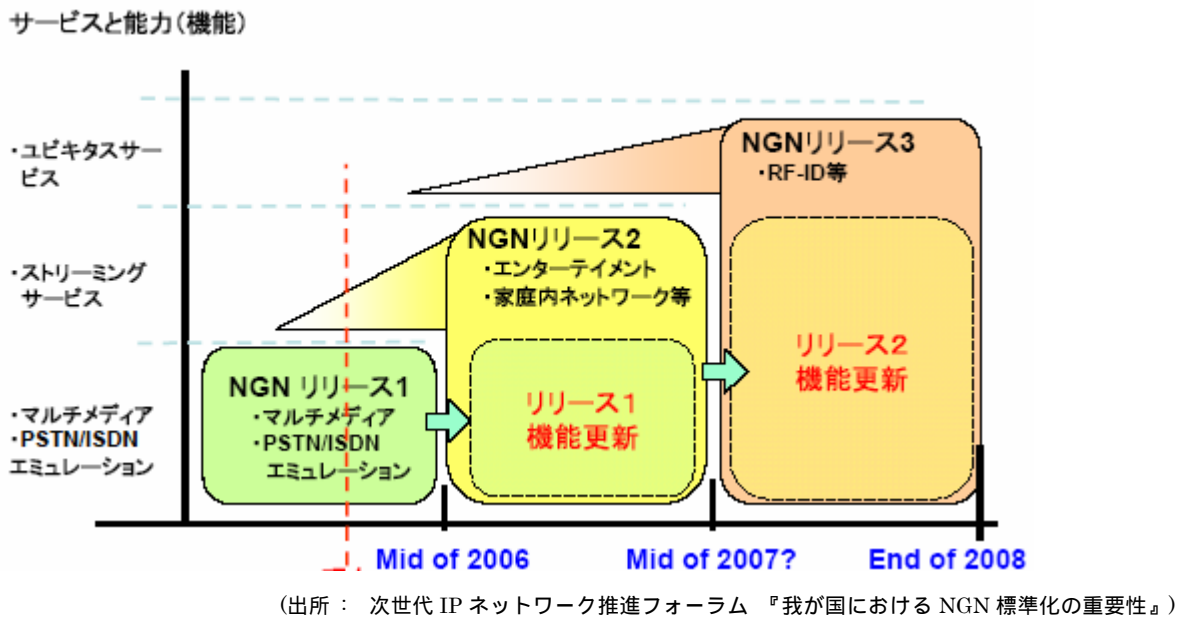 サービスと能力(機能)
・ユビキタスサー
ビス
・ストリーミング
サービス
・マルチメディア
・PSTN/ISDN
エミュレーション
NGN リリース1
・マルチメディア
・PSTN/ISDN
エミュレーション
NGNリリース2
・エンターテイメント
・家庭内ネットワーク等
リリース1
機能更新
NGNリリース3
・RF-ID等
リリース2
機能更新
Mid of 2006
Mid of 2007?
End of 2008
(出所： 次世代 IP ネットワーク推進フォーラム 『我が国における NGN 標準化の重要性』)